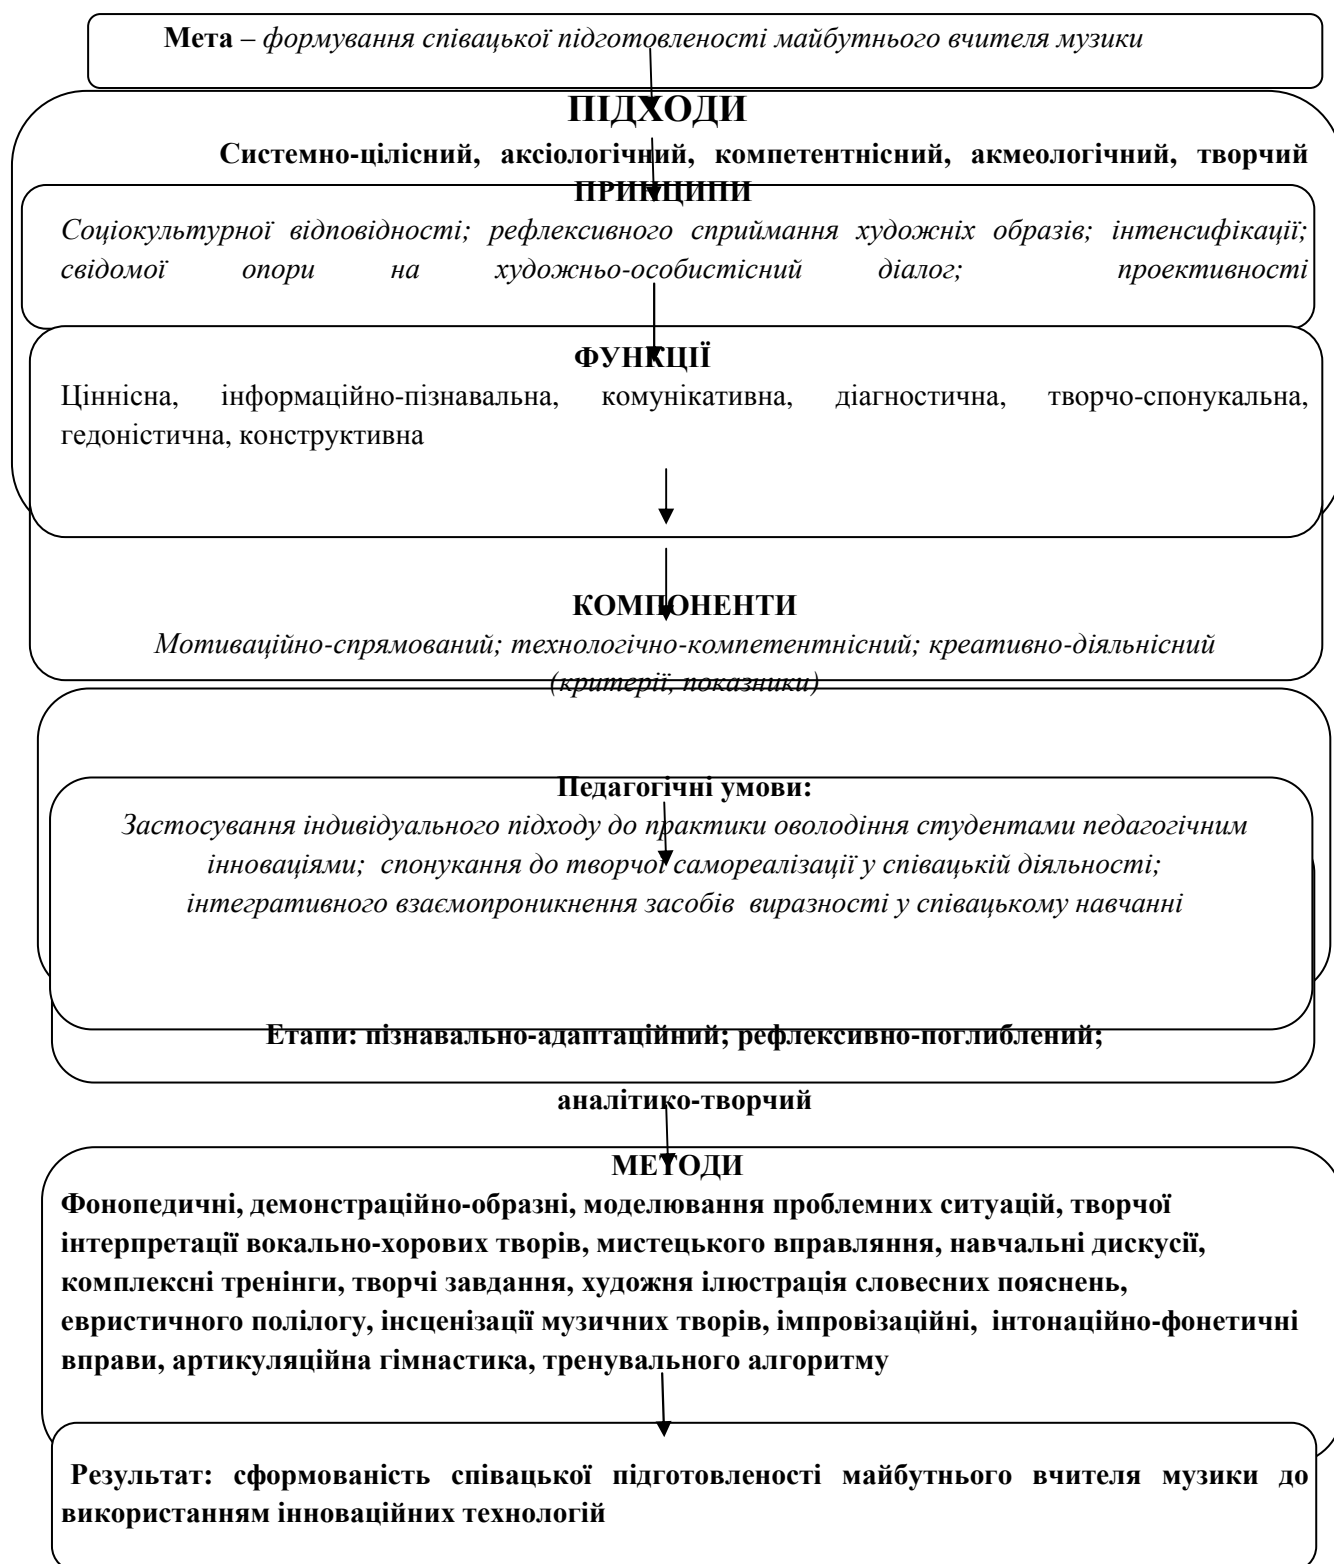 Мета – формування співацької підготовленості майбутнього вчителя музики
ПІДХОДИ
Системно-цілісний, аксіологічний, компетентнісний, акмеологічний, творчий
ПРИНЦИПИ
Соціокультурної відповідності; рефлексивного сприймання художніх образів; інтенсифікації;
свідомої опори на художньо-особистісний діалог; проективності
ФУНКЦІЇ
Ціннісна, інформаційно-пізнавальна, комунікативна, діагностична, творчо-спонукальна,
гедоністична, конструктивна
КОМПОНЕНТИ
Мотиваційно-спрямований; технологічно-компетентнісний; креативно-діяльнісний
(критерії, показники)
Педагогічні умови:
Застосування індивідуального підходу до практики оволодіння студентами педагогічним
інноваціями; спонукання до творчої самореалізації у співацькій діяльності;
інтегративного взаємопроникнення засобів виразності у співацькому навчанні
Етапи: пізнавально-адаптаційний; рефлексивно-поглиблений;
аналітико-творчий
МЕТОДИ
Фонопедичні, демонстраційно-образні, моделювання проблемних ситуацій, творчої
інтерпретації вокально-хорових творів, мистецького вправляння, навчальні дискусії,
комплексні тренінги, творчі завдання, художня ілюстрація словесних пояснень,
евристичного полілогу, інсценізації музичних творів, імпровізаційні, інтонаційно-фонетичні
вправи, артикуляційна гімнастика, тренувального алгоритму
Результат: сформованість співацької підготовленості майбутнього вчителя музики до
використанням інноваційних технологій